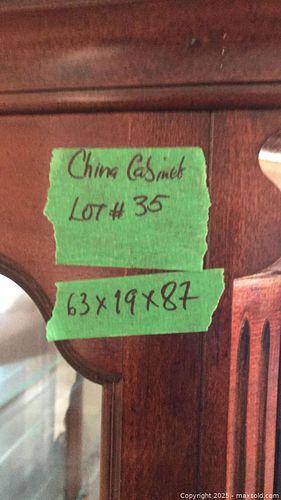 China Cabinet
LOT # 35
63 x 19 x 87
Copyright 2025 - maxsold.com